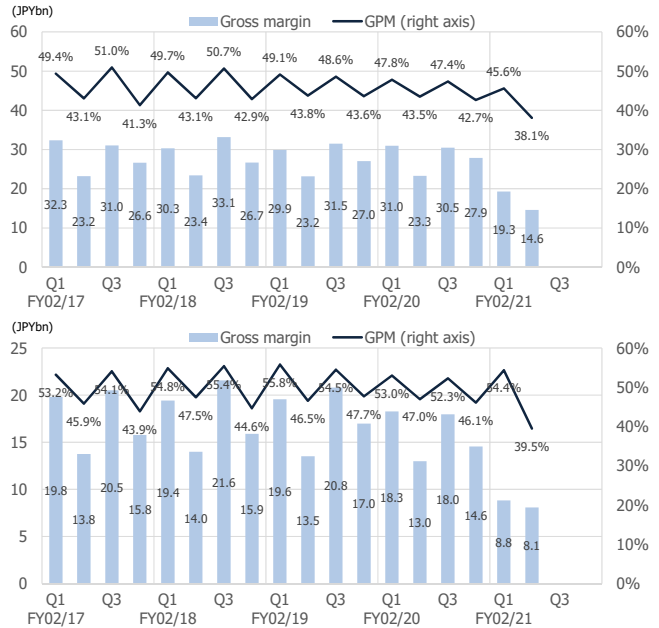 (JPYbn)
Gross margin GPM (right axis)
60 60%
49.4% 51.0% 49.7% 50.7% 49.1% 48.6% 47.8% 47.4% 45.6%
50 50%
43.1% 41.3% 43.1% 42.9% 43.8% 43.6% 43.5% 42.7% 38.1%
40 40%
30 30%
32.3 23.2 31.0 26.6 30.3 23.4 33.1 26.7 29.9 23.2 31.5 27.0 31.0 23.3 30.5 27.9 19.3 14.6
20 20%
10 10%
0 0%
Q1 Q3 Q1 Q3 Q1 Q3 Q1 Q3 Q1 Q3
FY02/17 FY02/18 FY02/19 FY02/20 FY02/21
(JPYbn)
Gross margin GPM (right axis)
25 60%
53.2% 54.1% 54.8% 55.4% 55.8% 54.5% 53.0% 52.3% 54.4%
50%
20
45.9% 43.9% 47.5% 44.6% 46.5% 47.7% 47.0% 46.1% 39.5%
40%
15
30%
10
19.8 13.8 20.5 15.8 19.4 14.0 21.6 15.9 19.6 13.5 20.8 17.0 18.3 13.0 18.0 14.6 8.8 8.1
20%
5
10%
0 0%
Q1 Q3 Q1 Q3 Q1 Q3 Q1 Q3 Q1 Q3
FY02/17 FY02/18 FY02/19 FY02/20 FY02/21